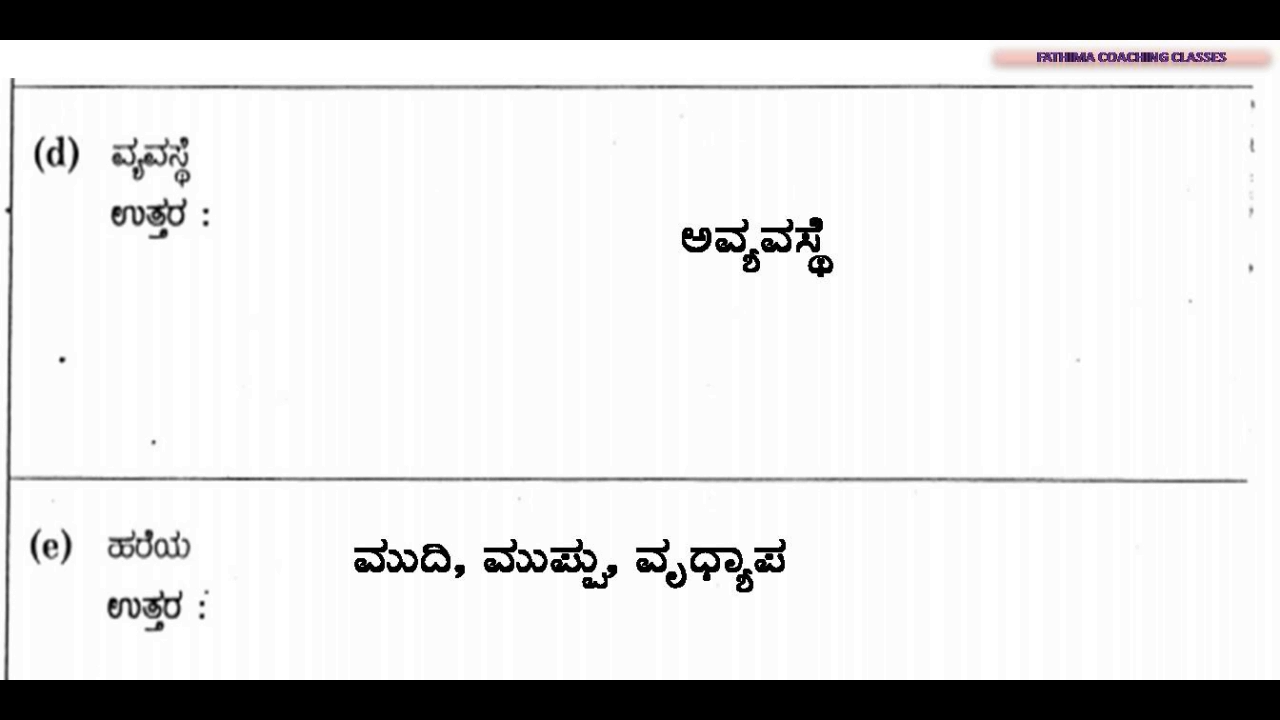 FATHIMA COACHING CLASSES
(d) ವ್ಯವಸ್ಥೆ
ಉತ್ತರ :
ಅವ್ಯವಸ್ಥೆ
(e) ಹರೆಯ ಮುದಿ, ಮುಪ್ಪು, ವೃಧ್ಯಾಪ
ಉತ್ತರ :